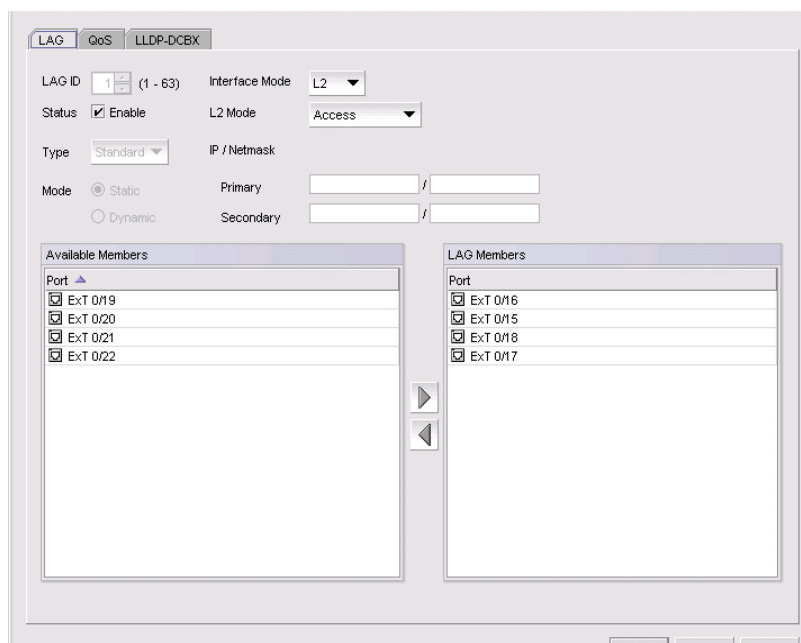 LAG QoS LLDP-DCBX
LAG ID 1 (1 - 63) Interface Mode L2
Status Enable L2 Mode Access
Type Standard IP / Netmask
Mode Static Primary /
Dynamic Secondary /
Available Members
Port
ExT 0/19
ExT 0/20
ExT 0/21
ExT 0/22
LAG Members
Port
ExT 0/16
ExT 0/15
ExT 0/18
ExT 0/17